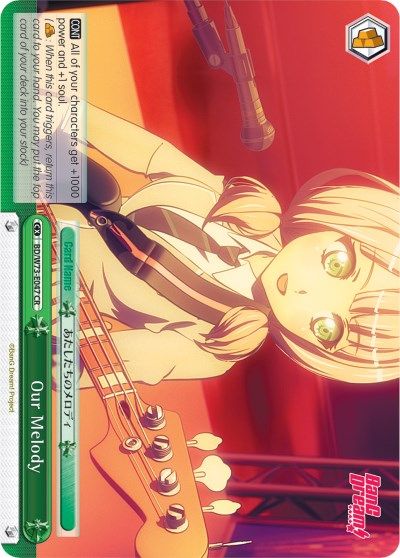 [CONT] All of your characters get +1000
power and +1 soul.
( : When this card triggers, return this
card to your hand. You may put the top
card of your deck into your stock)
CX BD/W73-E047 CR
Card Name
あたしたちのメロディ
Our Melody
©BanG Dream! Project
BanG
Dream!